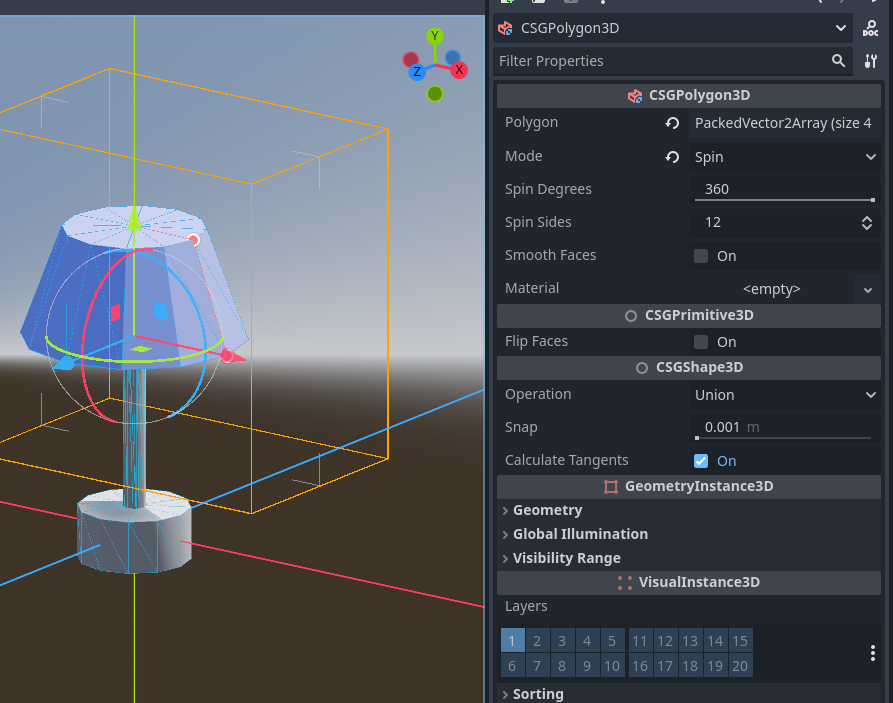 Y
Z
X
CSGPolygon3D
DOC
Filter Properties
CSGPolygon3D
Polygon PackedVector2Array (size 4
Mode Spin
Spin Degrees 360
Spin Sides 12
Smooth Faces On
Material <empty>
CSGPrimitive3D
Flip Faces On
CSGShape3D
Operation Union
Snap 0.001 m
Calculate Tangents On
GeometryInstance3D
Geometry
Global Illumination
Visibility Range
VisualInstance3D
Layers
1 2 3 4 5 11 12 13 14 15
6 7 8 9 10 16 17 18 19 20
Sorting